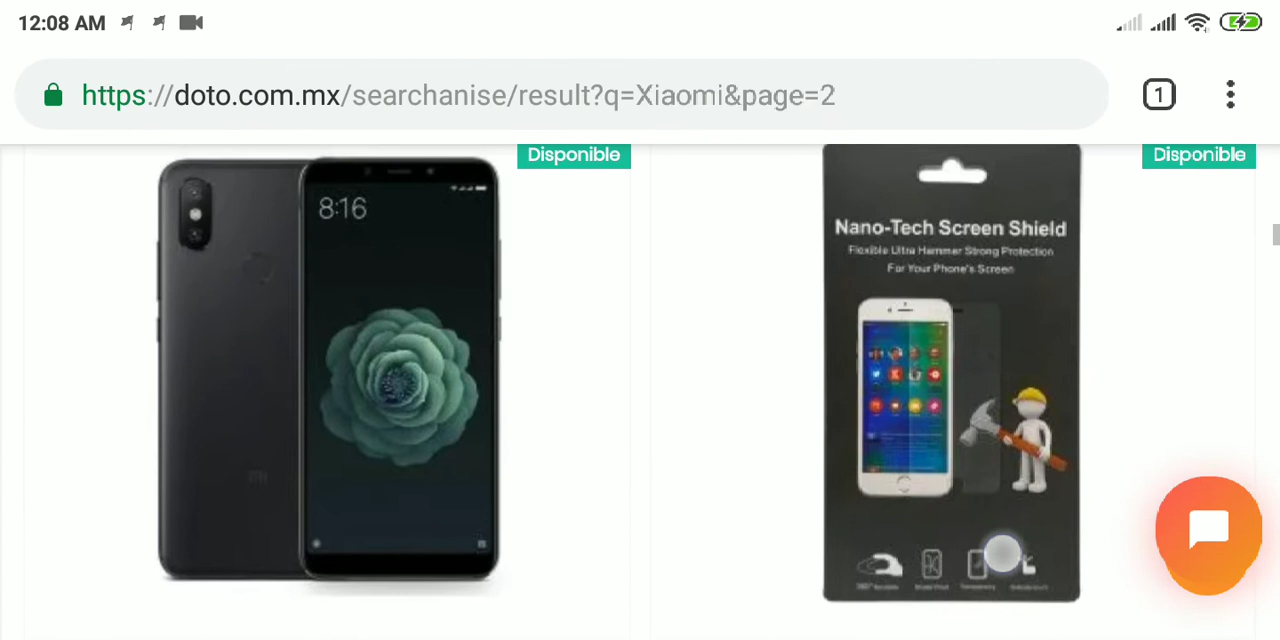 12:08 AM
https://doto.com.mx/searchanise/result?q=Xiaomi&page=2
1
Disponible
Disponible
8:16
Nano-Tech Screen Shield
Flexible Ultra Hammer Strong Protection
For Your Phone's Screen